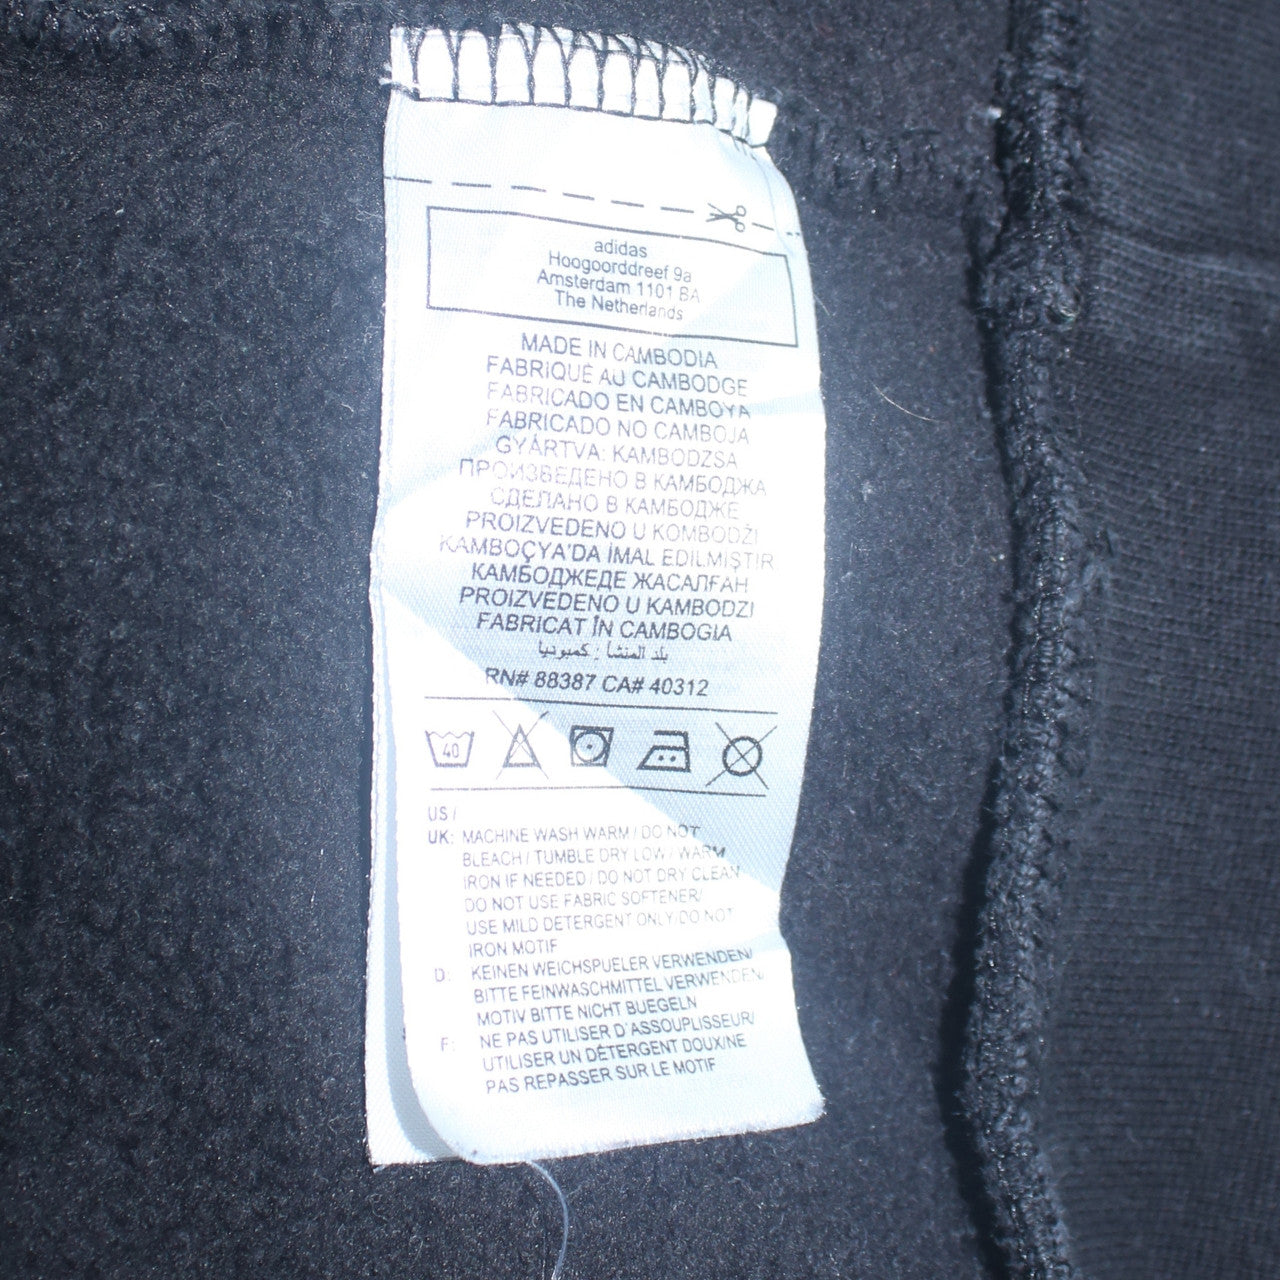 adidas
Hoogoorddreef 9a
Amsterdam 1101 BA
The Netherlands
MADE IN CAMBODIA
FABRIQUÉ AU CAMBODGE
FABRICADO EN CAMBOYA
FABRICADO NO CAMBOJA
GYÁRTVA: KAMBODZSA
ПРОИЗВЕДЕНО В КАМБОДЖА
СДЕЛАНО В КАМБОДЖЕ
PROIZVEDENO U KOMBODŽI
KAMBOÇYA'DA İMAL EDILMIŞTIR
КАМБОДЖЕДЕ ЖАСАЛҒАН
PROIZVEDENO U KAMBODZI
FABRICAT ÎN CAMBOGIA
بلد المنشأ : كمبوديا
RN# 88387 CA# 40312
40
US /
UK: MACHINE WASH WARM / DO NOT
BLEACH / TUMBLE DRY LOW / WARM
IRON IF NEEDED / DO NOT DRY CLEAN
DO NOT USE FABRIC SOFTENER/
USE MILD DETERGENT ONLY/DO NOT
IRON MOTIF
D: KEINEN WEICHSPUELER VERWENDEN/
BITTE FEINWASCHMITTEL VERWENDEN/
MOTIV BITTE NICHT BUEGELN
F: NE PAS UTILISER D'ASSOUPLISSEUR/
UTILISER UN DÉTERGENT DOUX/NE
PAS REPASSER SUR LE MOTIF